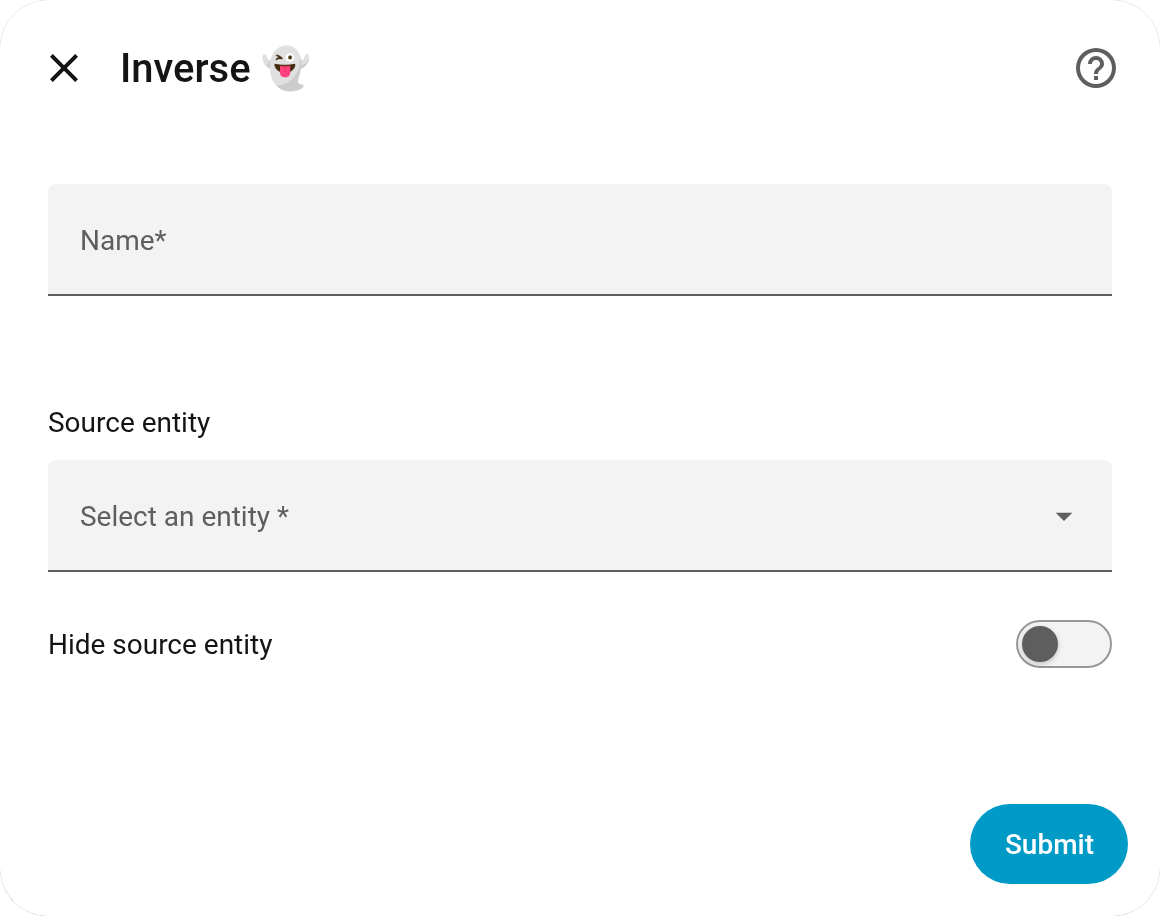 Inverse 👻
Name*
Source entity
Select an entity *
Hide source entity
Submit